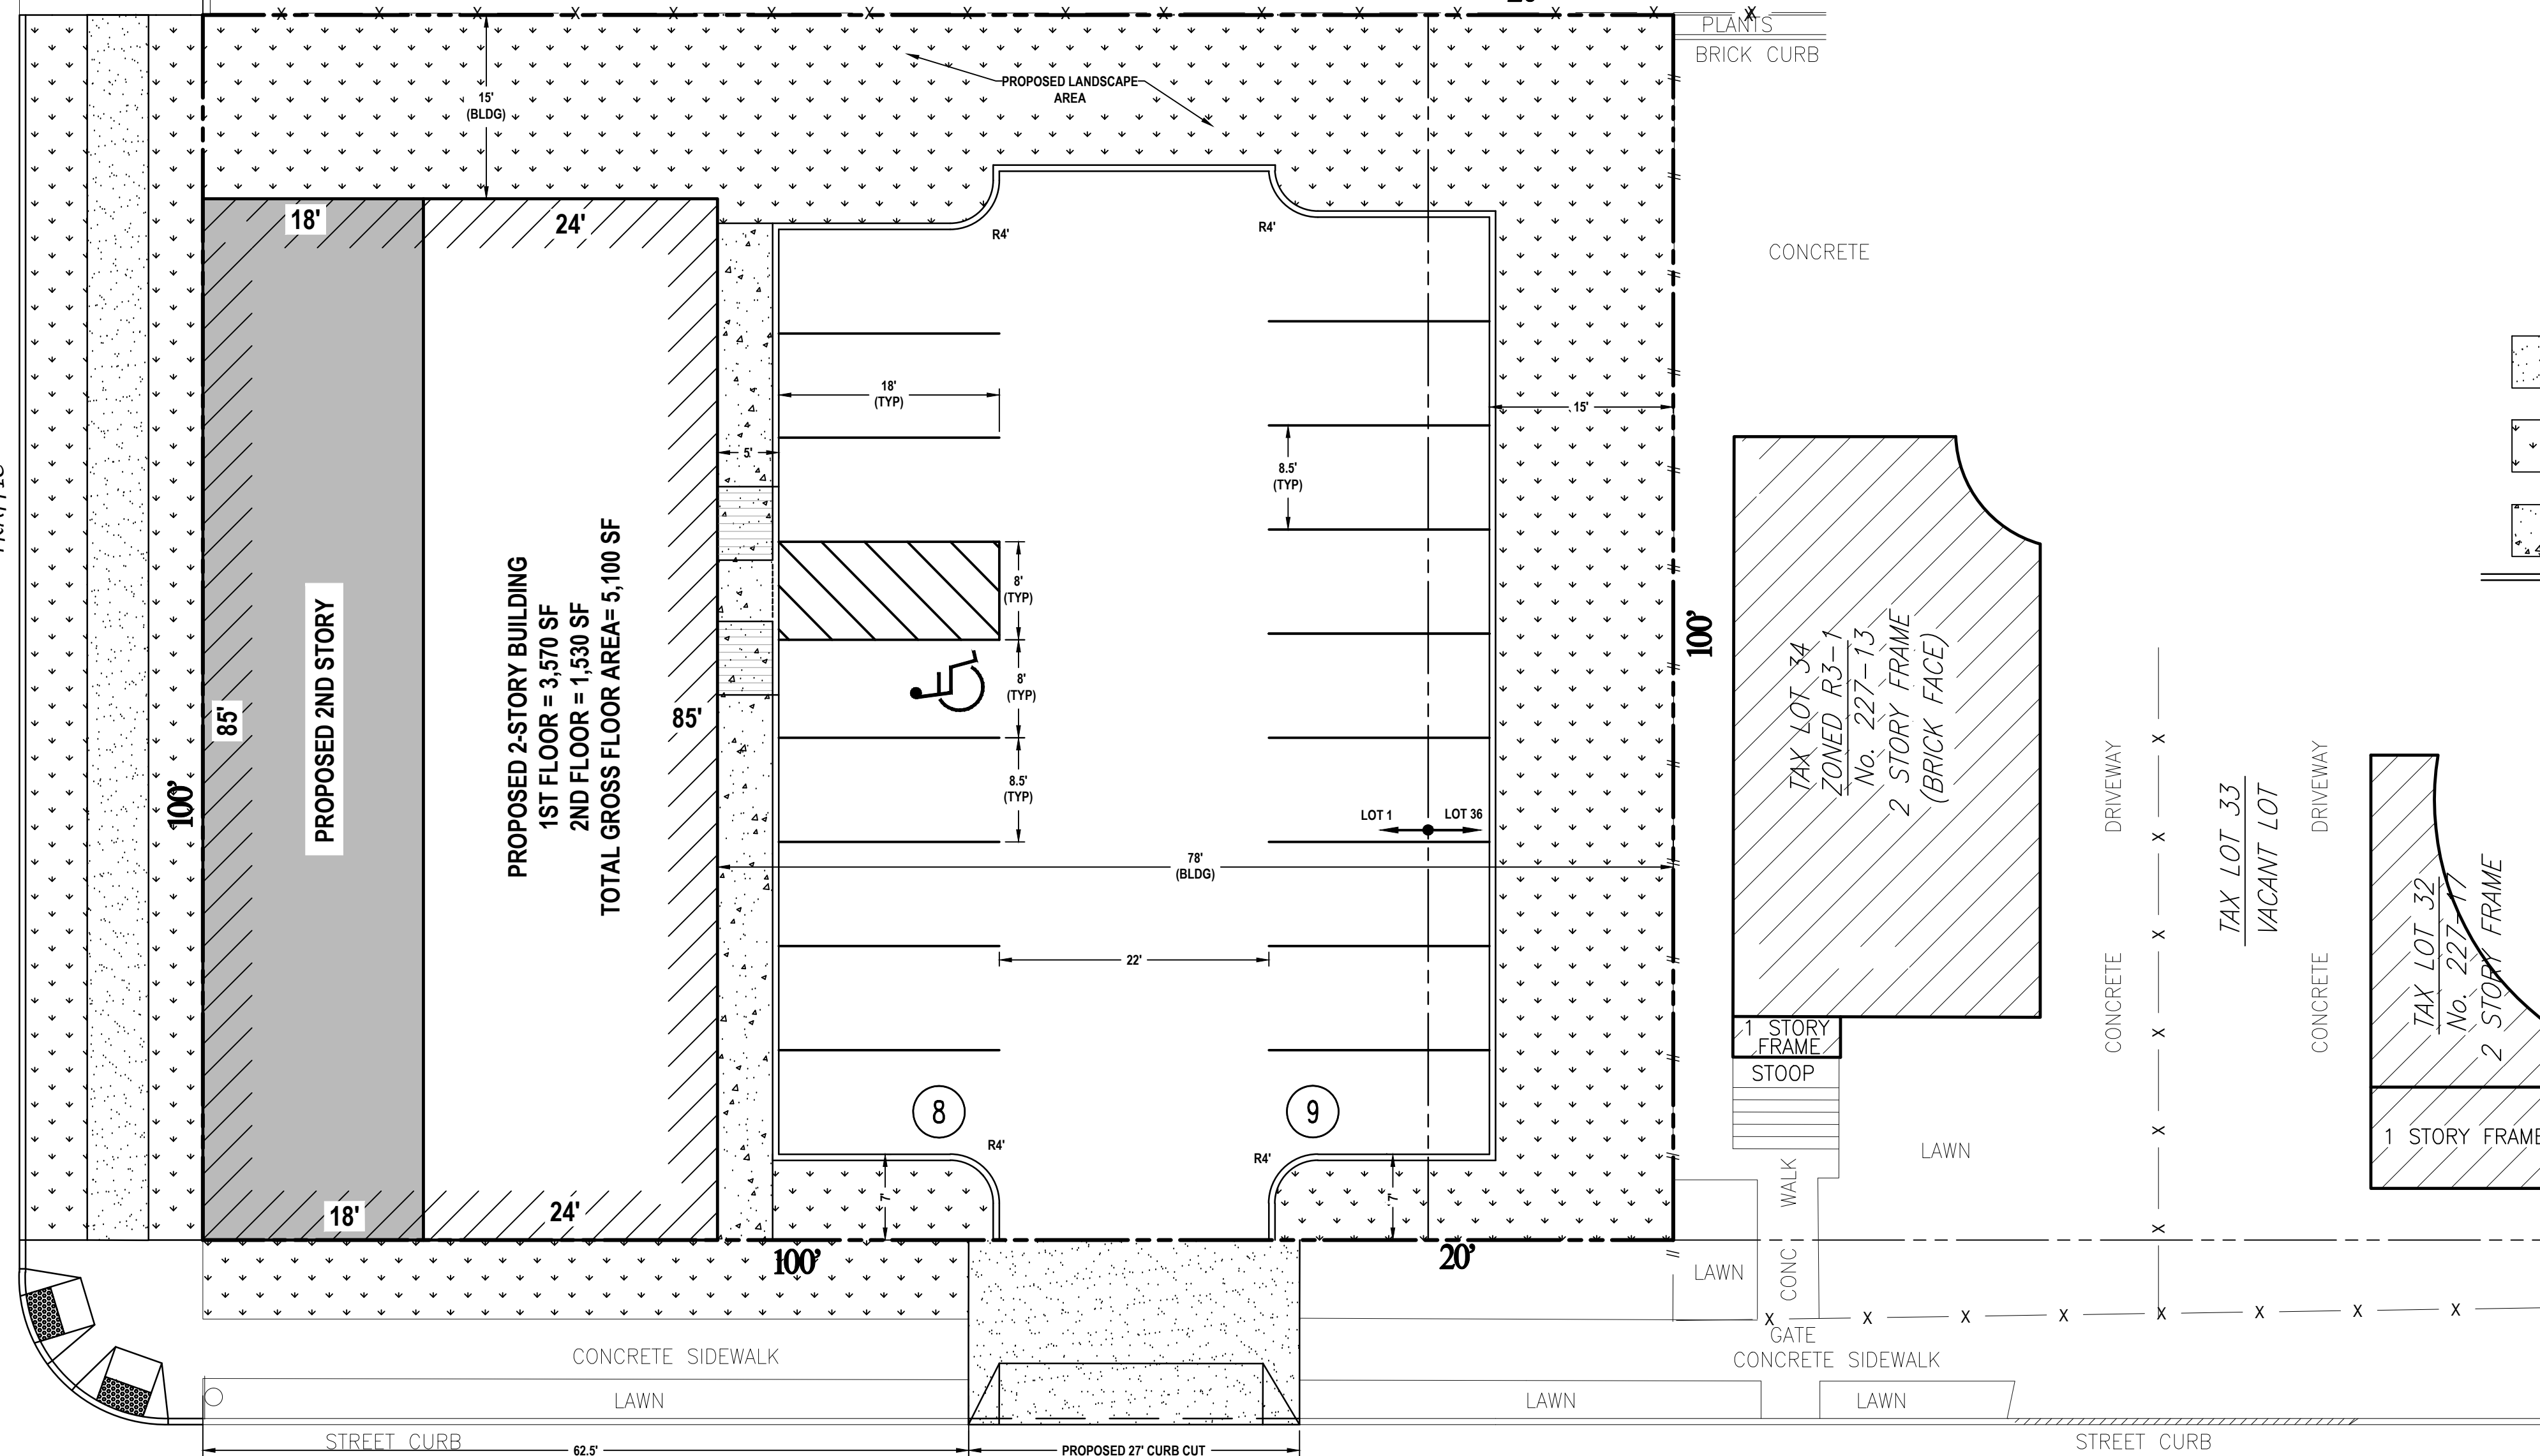 PLANTS
BRICK CURB
PROPOSED LANDSCAPE
AREA
15'
(BLDG)
18'
24'
R4'
R4'
CONCRETE
18'
(TYP)
15'
5'
8.5'
(TYP)
8'
(TYP)
8'
(TYP)
8.5'
(TYP)
100'
85'
PROPOSED 2ND STORY
PROPOSED 2-STORY BUILDING
1ST FLOOR = 3,570 SF
2ND FLOOR = 1,530 SF
TOTAL GROSS FLOOR AREA= 5,100 SF
85'
LOT 1
LOT 36
78'
(BLDG)
22'
100'
TAX LOT 34
ZONED R3-1
No. 227-13
2 STORY FRAME
(BRICK FACE)
DRIVEWAY
CONCRETE
TAX LOT 33
VACANT LOT
DRIVEWAY
CONCRETE
TAX LOT 32
No. 227-17
2 STORY FRAME
1 STORY
FRAME
STOOP
8
9
R4'
R4'
7'
7'
18'
24'
100'
20'
LAWN
1 STORY FRAME
CONC WALK
LAWN
GATE
CONCRETE SIDEWALK
CONCRETE SIDEWALK
LAWN
LAWN
LAWN
STREET CURB
STREET CURB
62.5'
PROPOSED 27' CURB CUT